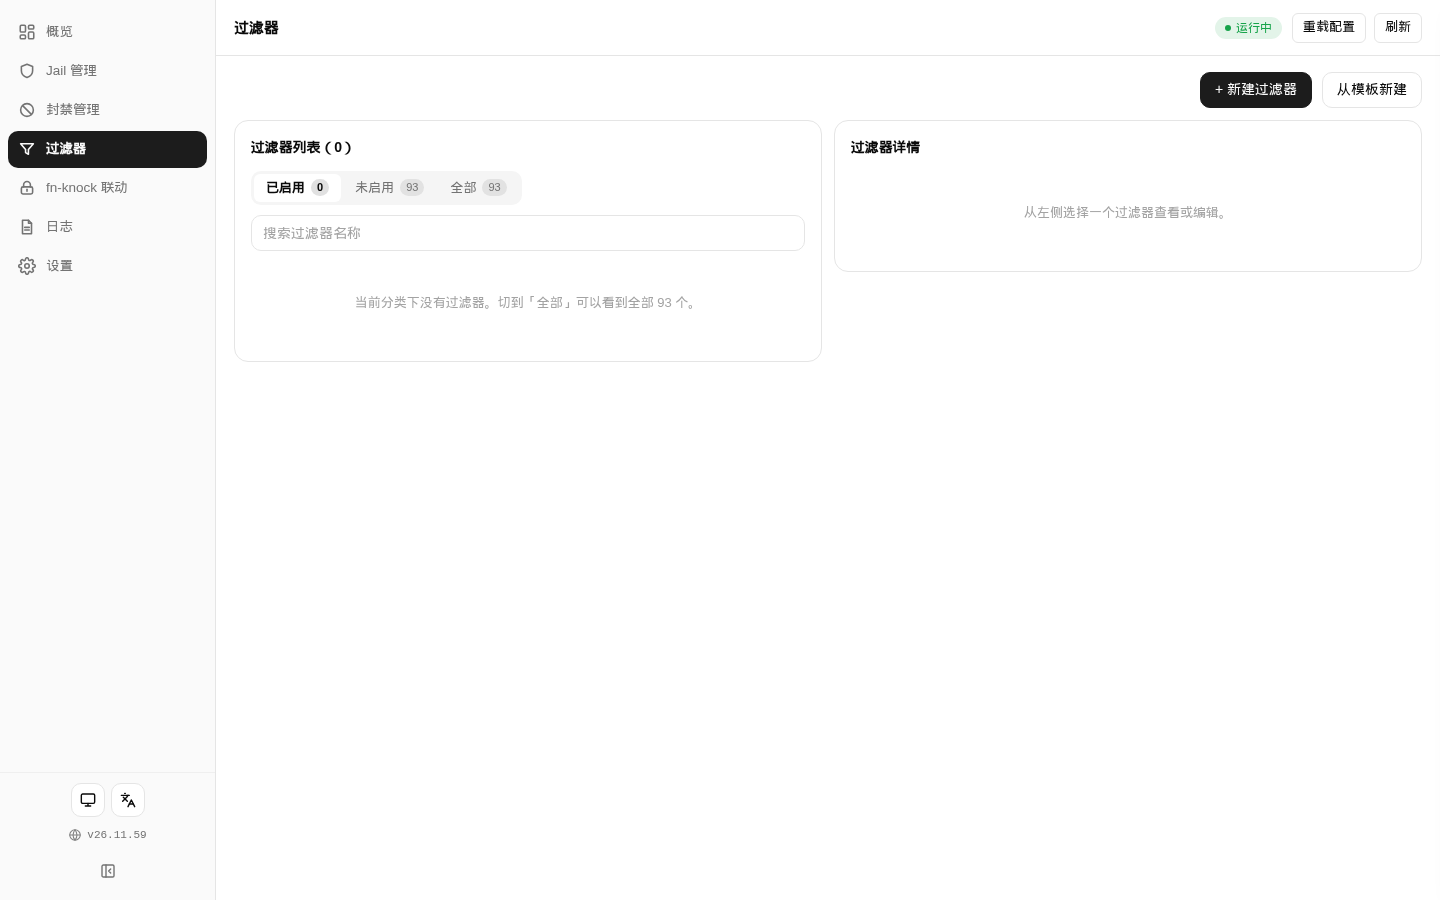 概览
Jail 管理
封禁管理
过滤器
fn-knock 联动
日志
设置
v26.11.59
过滤器
运行中
重载配置
刷新
+ 新建过滤器
从模板新建
过滤器列表（0）
已启用 0
未启用 93
全部 93
搜索过滤器名称
当前分类下没有过滤器。切到「全部」可以看到全部 93 个。
过滤器详情
从左侧选择一个过滤器查看或编辑。